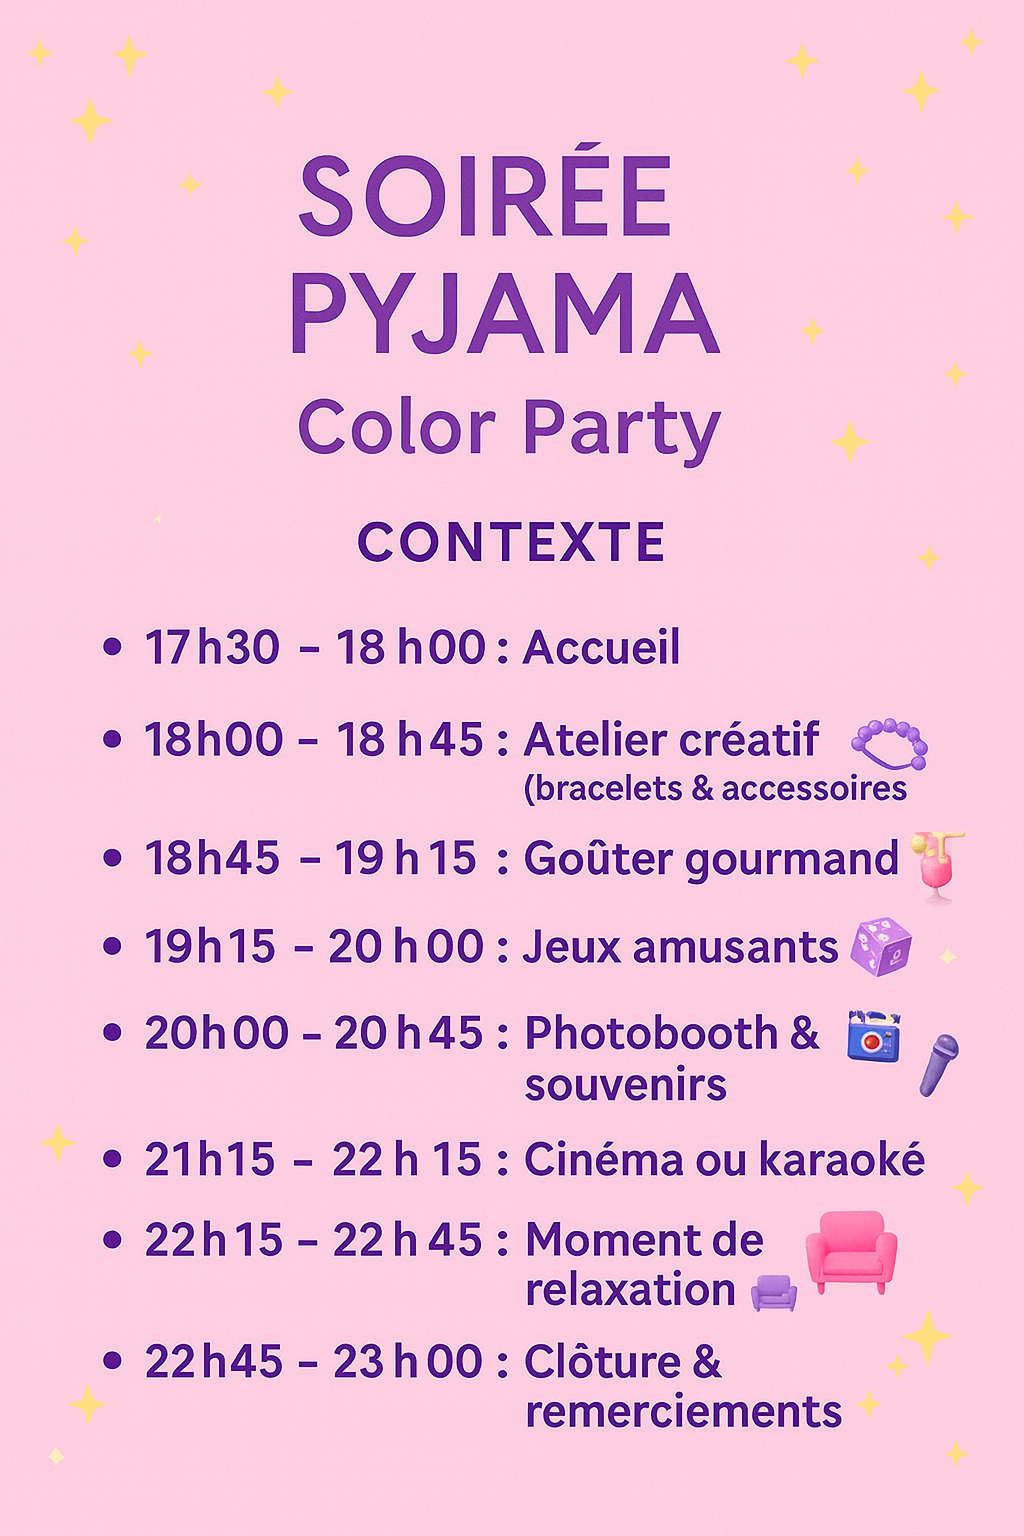 SOIRÉE
PYJAMA
Color Party
CONTEXTE
• 17h30 – 18h00 : Accueil
• 18h00 – 18h45 : Atelier créatif
(bracelets & accessoires
• 18h45 – 19h15 : Goûter gourmand
• 19h15 – 20h00 : Jeux amusants
• 20h00 – 20h45 : Photobooth &
souvenirs
• 21h15 – 22h15 : Cinéma ou karaoké
• 22h15 – 22h45 : Moment de
relaxation
• 22h45 – 23h00 : Clôture &
remerciements